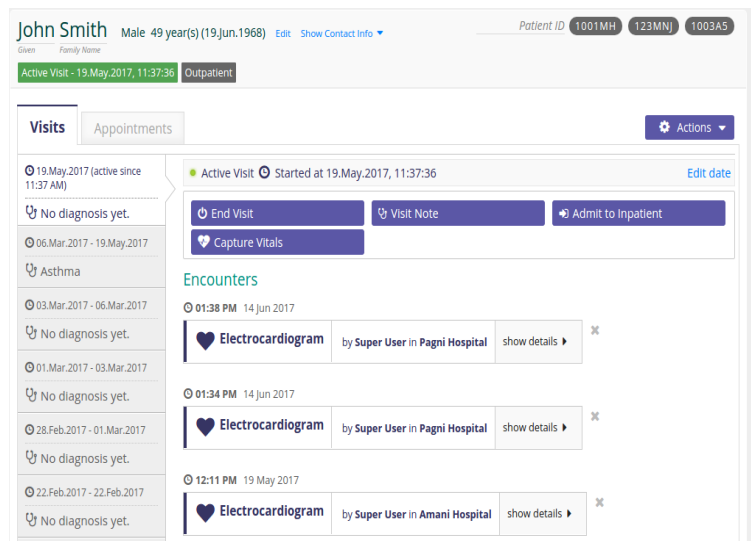 John Smith Male 49 year(s) (19.Jun.1968) Edit Show Contact Info Patient ID 1001MH 123MNJ 1003A5
Given Family Name
Active Visit - 19.May.2017, 11:37:36 Outpatient
Visits Appointments Actions
19.May.2017 (active since 11:37 AM)
No diagnosis yet.
06.Mar.2017 - 19.May.2017
Asthma
03.Mar.2017 - 06.Mar.2017
No diagnosis yet.
01.Mar.2017 - 03.Mar.2017
No diagnosis yet.
28.Feb.2017 - 01.Mar.2017
No diagnosis yet.
22.Feb.2017 - 22.Feb.2017
No diagnosis yet.
Active Visit Started at 19.May.2017, 11:37:36 Edit date
End Visit Visit Note Admit to Inpatient
Capture Vitals
Encounters
01:38 PM 14 Jun 2017
Electrocardiogram by Super User in Pagni Hospital show details
01:34 PM 14 Jun 2017
Electrocardiogram by Super User in Pagni Hospital show details
12:11 PM 19 May 2017
Electrocardiogram by Super User in Amani Hospital show details